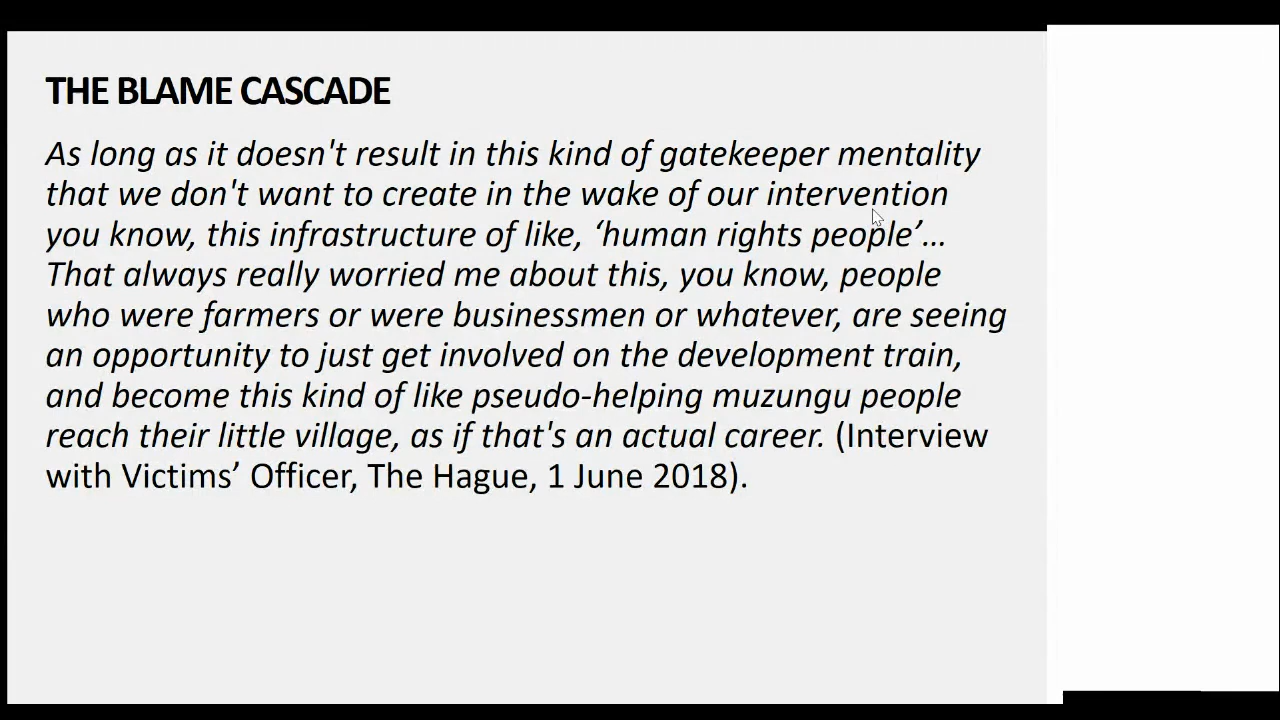 THE BLAME CASCADE
As long as it doesn't result in this kind of gatekeeper mentality
that we don't want to create in the wake of our intervention
you know, this infrastructure of like, ‘human rights people’…
That always really worried me about this, you know, people
who were farmers or were businessmen or whatever, are seeing
an opportunity to just get involved on the development train,
and become this kind of like pseudo-helping muzungu people
reach their little village, as if that's an actual career. (Interview
with Victims’ Officer, The Hague, 1 June 2018).